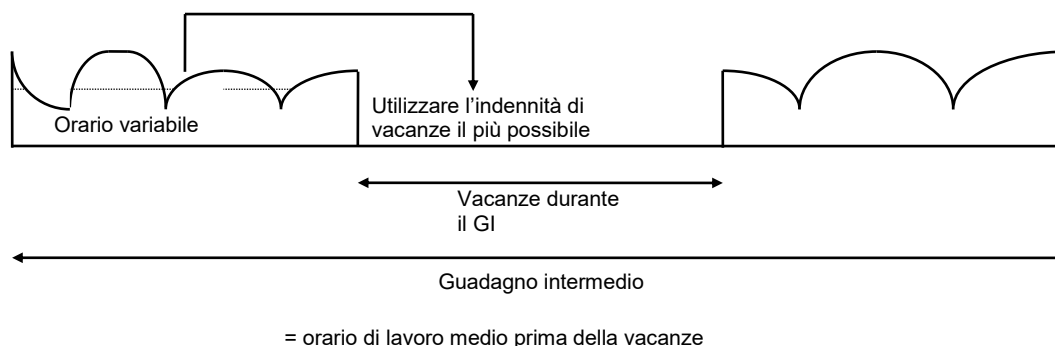 Orario variabile
Utilizzare l'indennità di
vacanze il più possibile
Vacanze durante
il GI
Guadagno intermedio
= orario di lavoro medio prima della vacanze